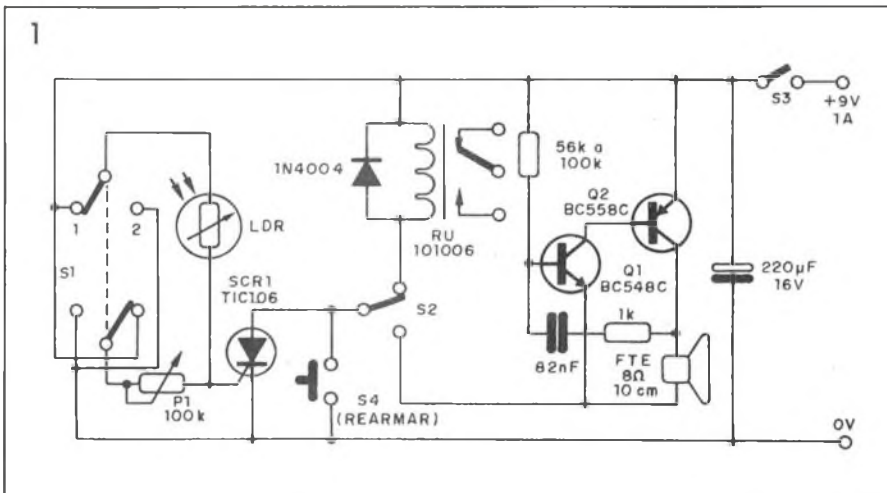 1
S3
+9V
1A
1N4004
56k a
100k
Q2
BC558C
1
2
LDR
RU
101006
S1
SCR1
TIC106
S2
Q1
BC548C
220µF
16V
1k
82nF
FTE
8Ω
10 cm
P1
100k
S4
(REARMAR)
0V